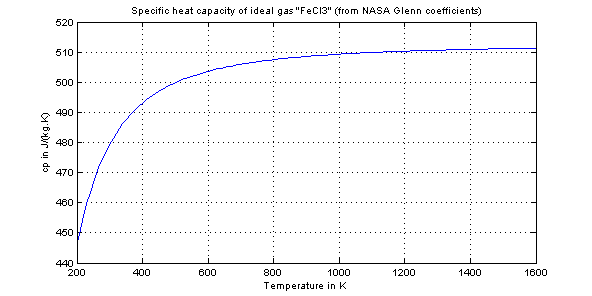 Specific heat capacity of ideal gas "FeCl3" (from NASA Glenn coefficients)
520
510
500
490
480
470
460
450
440
cp in J/(kg.K)
200 400 600 800 1000 1200 1400 1600
Temperature in K